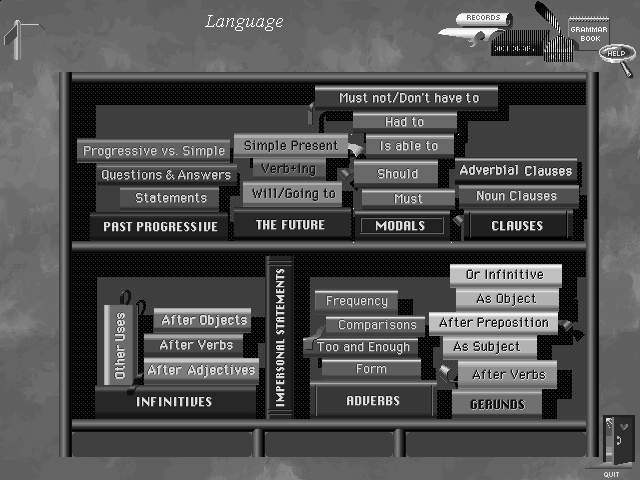 Language
RECORDS
DICTIONARY
GRAMMAR
BOOK
HELP
Must not/Don't have to
Had to
Simple Present
Is able to
Progressive vs. Simple
Verb+ing
Adverbial Clauses
Questions & Answers
Should
Statements
Will/Going to
Must
Noun Clauses
PAST PROGRESSIVE
THE FUTURE
MODALS
CLAUSES
Other Uses
After Objects
After Verbs
After Adjectives
INFINITIVES
IMPERSONAL STATEMENTS
Frequency
Comparisons
Too and Enough
Form
ADVERBS
Or Infinitive
As Object
After Preposition
As Subject
After Verbs
GERUNDS
QUIT